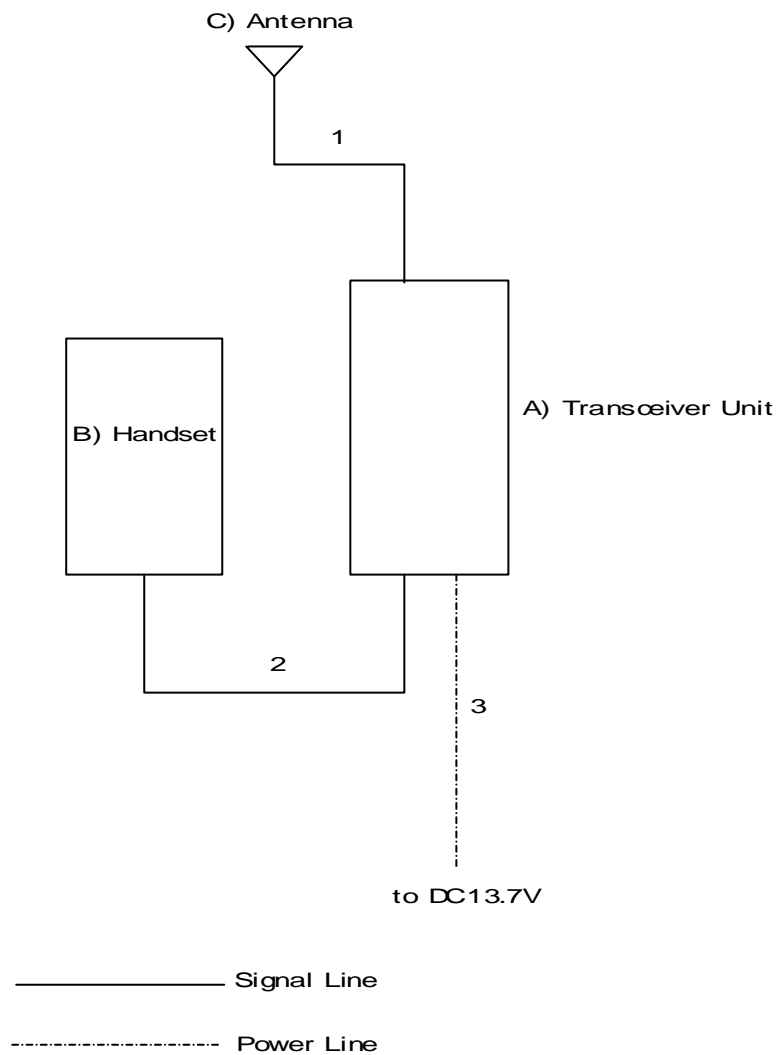 C) Antenna
1
A) Transceiver Unit
B) Handset
2
3
to DC13.7V
Signal Line
Power Line